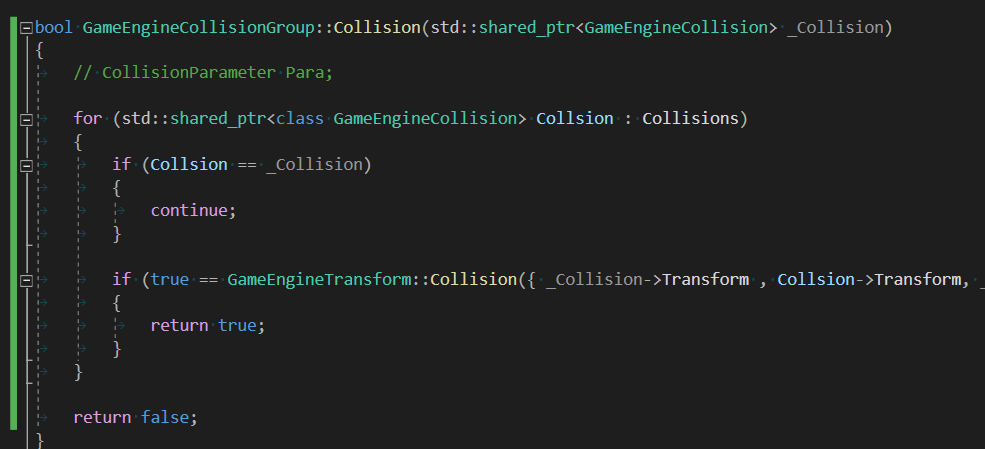 bool GameEngineCollisionGroup::Collision(std::shared_ptr<GameEngineCollision> _Collision)
{
// CollisionParameter Para;
for (std::shared_ptr<class GameEngineCollision> Collsion : Collisions)
{
if (Collsion == _Collision)
{
continue;
}
if (true == GameEngineTransform::Collision({ _Collision->Transform , Collsion->Transform, _
{
return true;
}
}
return false;
}